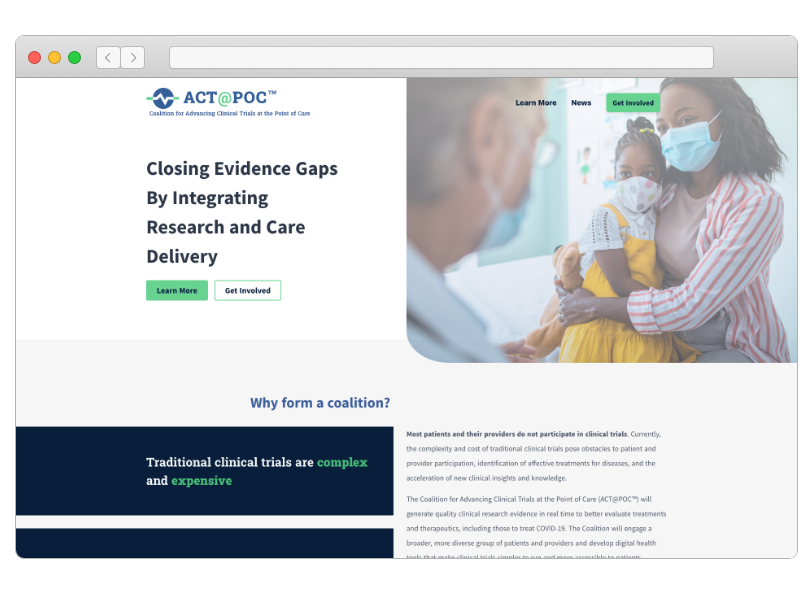 ACT@POC™
Coalition for Advancing Clinical Trials at the Point of Care
Learn More
News
Get Involved
Closing Evidence Gaps
By Integrating
Research and Care
Delivery
Learn More
Get Involved
Why form a coalition?
Traditional clinical trials are complex
and expensive
Most patients and their providers do not participate in clinical trials. Currently,
the complexity and cost of traditional clinical trials pose obstacles to patient and
provider participation, identification of effective treatments for diseases, and the
acceleration of new clinical insights and knowledge.
The Coalition for Advancing Clinical Trials at the Point of Care (ACT@POC™) will
generate quality clinical research evidence in real time to better evaluate treatments
and therapeutics, including those to treat COVID-19. The Coalition will engage a
broader, more diverse group of patients and providers and develop digital health
tools that make clinical trials simpler to run and more accessible to patients